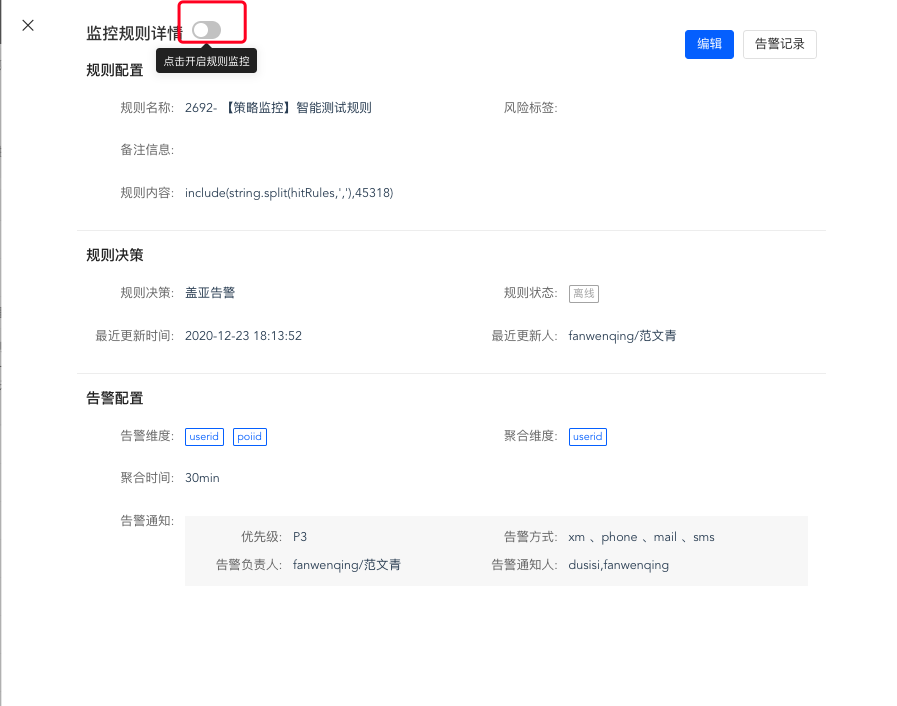 监控规则详情
编辑
告警记录
点击开启规则监控
规则配置
规则名称: 2692- 【策略监控】智能测试规则
风险标签:
备注信息:
规则内容: include(string.split(hitRules,','),45318)
规则决策
规则决策: 盖亚告警
规则状态: 离线
最近更新时间: 2020-12-23 18:13:52
最近更新人: fanwenqing/范文青
告警配置
告警维度: userid poiid
聚合维度: userid
聚合时间: 30min
告警通知:
优先级: P3
告警方式: xm 、phone 、mail 、sms
告警负责人: fanwenqing/范文青
告警通知人: dusisi,fanwenqing